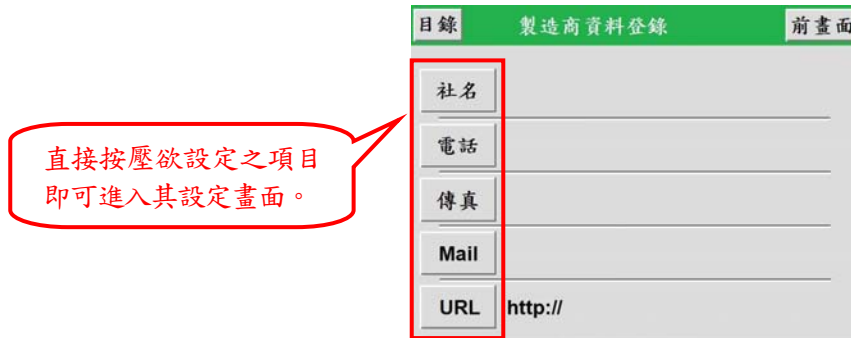 目錄 製造商資料登錄 前畫面
社名
電話
直接按壓欲設定之項目
即可進入其設定畫面。
傳真
Mail
URL http://